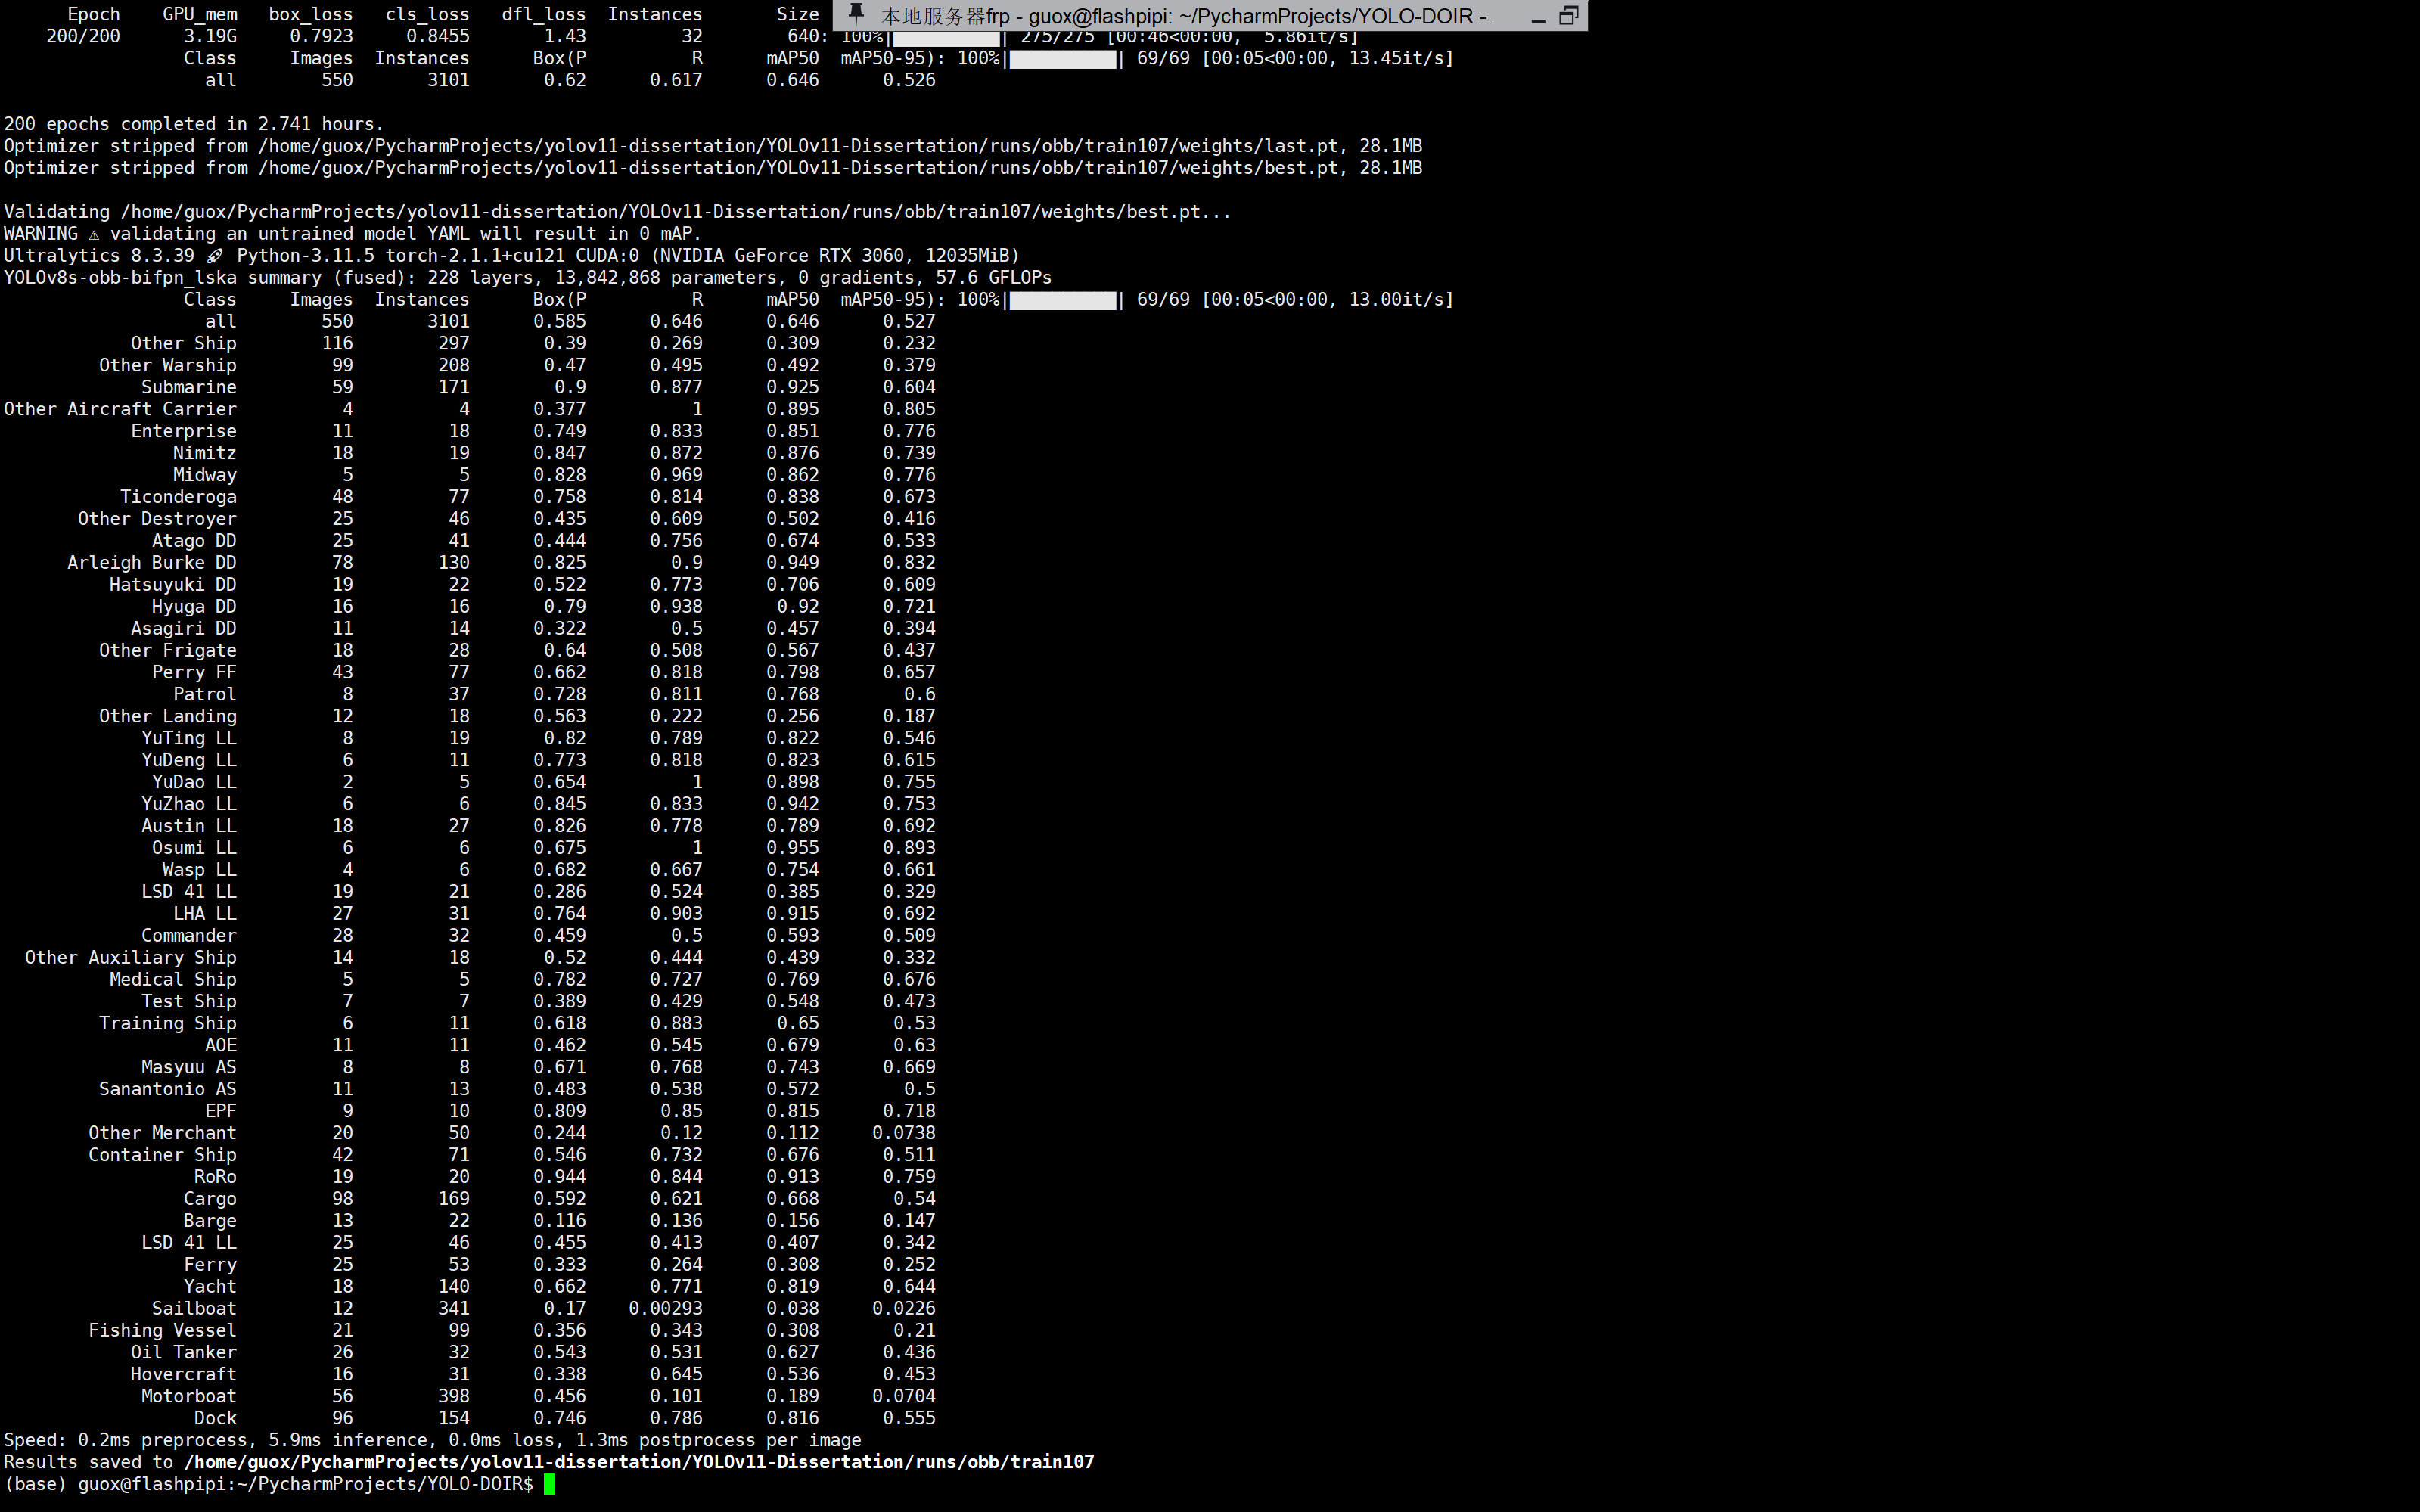 Epoch GPU_mem box_loss cls_loss dfl_loss Instances Size
本地服务器frp - guox@flashpipi: ~/PycharmProjects/YOLO-DOIR -
200/200 3.19G 0.7923 0.8455 1.43 32 640: 100%|██████████| 275/275 [00:46<00:00, 5.86it/s]
Class Images Instances Box(P R mAP50 mAP50-95): 100%|██████████| 69/69 [00:05<00:00, 13.45it/s]
all 550 3101 0.62 0.617 0.646 0.526
200 epochs completed in 2.741 hours.
Optimizer stripped from /home/guox/PycharmProjects/yolov11-dissertation/YOLOv11-Dissertation/runs/obb/train107/weights/last.pt, 28.1MB
Optimizer stripped from /home/guox/PycharmProjects/yolov11-dissertation/YOLOv11-Dissertation/runs/obb/train107/weights/best.pt, 28.1MB
Validating /home/guox/PycharmProjects/yolov11-dissertation/YOLOv11-Dissertation/runs/obb/train107/weights/best.pt...
WARNING ⚠ validating an untrained model YAML will result in 0 mAP.
Ultralytics 8.3.39 🚀 Python-3.11.5 torch-2.1.1+cu121 CUDA:0 (NVIDIA GeForce RTX 3060, 12035MiB)
YOLOv8s-obb-bifpn_lska summary (fused): 228 layers, 13,842,868 parameters, 0 gradients, 57.6 GFLOPs
Class Images Instances Box(P R mAP50 mAP50-95): 100%|██████████| 69/69 [00:05<00:00, 13.00it/s]
all 550 3101 0.585 0.646 0.646 0.527
Other Ship 116 297 0.39 0.269 0.309 0.232
Other Warship 99 208 0.47 0.495 0.492 0.379
Submarine 59 171 0.9 0.877 0.925 0.604
Other Aircraft Carrier 4 4 0.377 1 0.895 0.805
Enterprise 11 18 0.749 0.833 0.851 0.776
Nimitz 18 19 0.847 0.872 0.876 0.739
Midway 5 5 0.828 0.969 0.862 0.776
Ticonderoga 48 77 0.758 0.814 0.838 0.673
Other Destroyer 25 46 0.435 0.609 0.502 0.416
Atago DD 25 41 0.444 0.756 0.674 0.533
Arleigh Burke DD 78 130 0.825 0.9 0.949 0.832
Hatsuyuki DD 19 22 0.522 0.773 0.706 0.609
Hyuga DD 16 16 0.79 0.938 0.92 0.721
Asagiri DD 11 14 0.322 0.5 0.457 0.394
Other Frigate 18 28 0.64 0.508 0.567 0.437
Perry FF 43 77 0.662 0.818 0.798 0.657
Patrol 8 37 0.728 0.811 0.768 0.6
Other Landing 12 18 0.563 0.222 0.256 0.187
YuTing LL 8 19 0.82 0.789 0.822 0.546
YuDeng LL 6 11 0.773 0.818 0.823 0.615
YuDao LL 2 5 0.654 1 0.898 0.755
YuZhao LL 6 6 0.845 0.833 0.942 0.753
Austin LL 18 27 0.826 0.778 0.789 0.692
Osumi LL 6 6 0.675 1 0.955 0.893
Wasp LL 4 6 0.682 0.667 0.754 0.661
LSD 41 LL 19 21 0.286 0.524 0.385 0.329
LHA LL 27 31 0.764 0.903 0.915 0.692
Commander 28 32 0.459 0.5 0.593 0.509
Other Auxiliary Ship 14 18 0.52 0.444 0.439 0.332
Medical Ship 5 5 0.782 0.727 0.769 0.676
Test Ship 7 7 0.389 0.429 0.548 0.473
Training Ship 6 11 0.618 0.883 0.65 0.53
AOE 11 11 0.462 0.545 0.679 0.63
Masyuu AS 8 8 0.671 0.768 0.743 0.669
Sanantonio AS 11 13 0.483 0.538 0.572 0.5
EPF 9 10 0.809 0.85 0.815 0.718
Other Merchant 20 50 0.244 0.12 0.112 0.0738
Container Ship 42 71 0.546 0.732 0.676 0.511
RoRo 19 20 0.944 0.844 0.913 0.759
Cargo 98 169 0.592 0.621 0.668 0.54
Barge 13 22 0.116 0.136 0.156 0.147
LSD 41 LL 25 46 0.455 0.413 0.407 0.342
Ferry 25 53 0.333 0.264 0.308 0.252
Yacht 18 140 0.662 0.771 0.819 0.644
Sailboat 12 341 0.17 0.00293 0.038 0.0226
Fishing Vessel 21 99 0.356 0.343 0.308 0.21
Oil Tanker 26 32 0.543 0.531 0.627 0.436
Hovercraft 16 31 0.338 0.645 0.536 0.453
Motorboat 56 398 0.456 0.101 0.189 0.0704
Dock 96 154 0.746 0.786 0.816 0.555
Speed: 0.2ms preprocess, 5.9ms inference, 0.0ms loss, 1.3ms postprocess per image
Results saved to /home/guox/PycharmProjects/yolov11-dissertation/YOLOv11-Dissertation/runs/obb/train107
(base) guox@flashpipi:~/PycharmProjects/YOLO-DOIR$